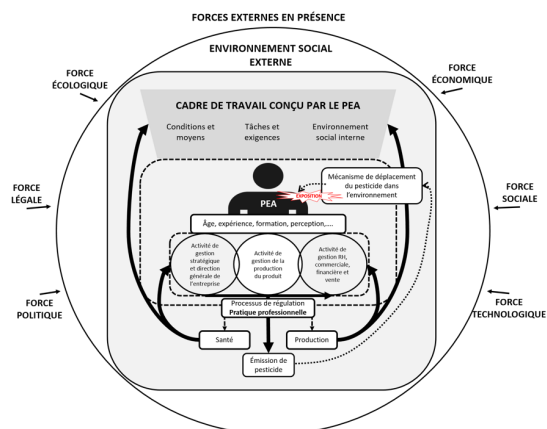 FORCES EXTERNES EN PRÉSENCE
ENVIRONNEMENT SOCIAL
EXTERNE
FORCE
ÉCOLOGIQUE
FORCE
ÉCONOMIQUE
CADRE DE TRAVAIL CONÇU PAR LE PEA
Conditions et
moyens
Tâches et
exigences
Environnement
social interne
Mécanisme de déplacement
du pesticide dans
l'environnement
EXPOSITION
PEA
FORCE
LÉGALE
FORCE
SOCIALE
Âge, expérience, formation, perception,....
Activité de
gestion
stratégique et
direction
générale de
l'entreprise
Activité de
gestion de la
production
du produit
Activité de
gestion RH,
commerciale,
financière et
vente
FORCE
POLITIQUE
FORCE
TECHNOLOGIQUE
Processus de régulation
Pratique professionnelle
Santé
Production
Émission de
pesticide